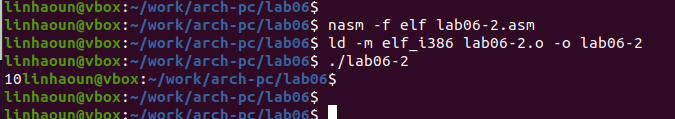 linhaoun@vbox:~/work/arch-pc/lab06$
linhaoun@vbox:~/work/arch-pc/lab06$ nasm -f elf lab06-2.asm
linhaoun@vbox:~/work/arch-pc/lab06$ ld -m elf_i386 lab06-2.o -o lab06-2
linhaoun@vbox:~/work/arch-pc/lab06$ ./lab06-2
10linhaoun@vbox:~/work/arch-pc/lab06$
linhaoun@vbox:~/work/arch-pc/lab06$
linhaoun@vbox:~/work/arch-pc/lab06$